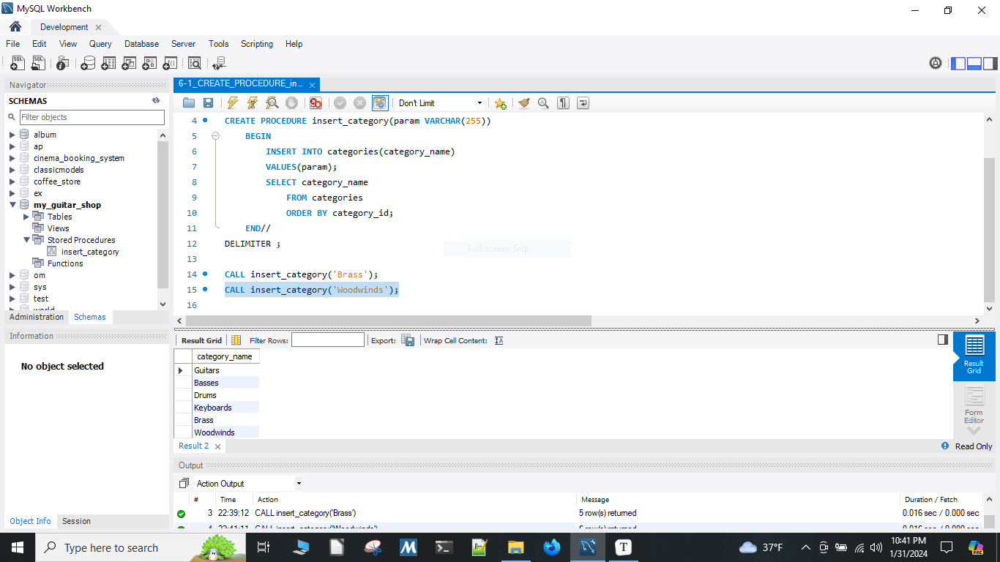 MySQL Workbench
Development
File Edit View Query Database Server Tools Scripting Help
Navigator
SCHEMAS
Filter objects
album
ap
cinema_booking_system
classicmodels
coffee_store
ex
my_guitar_shop
Tables
Views
Stored Procedures
insert_category
Functions
om
sys
test
world
Administration Schemas
Information
No object selected
Object Info Session
6-1_CREATE_PROCEDURE_in...
Don't Limit
4 CREATE PROCEDURE insert_category(param VARCHAR(255))
5 BEGIN
6 INSERT INTO categories(category_name)
7 VALUES(param);
8 SELECT category_name
9 FROM categories
10 ORDER BY category_id;
11 END//
12 DELIMITER ;
Full-screen Snip
13
14 CALL insert_category('Brass');
15 CALL insert_category('Woodwinds');
16
Result Grid Filter Rows: Export: Wrap Cell Content: IA
category_name
Guitars
Basses
Drums
Keyboards
Brass
Woodwinds
Result Grid
Form Editor
Result 2 Read Only
Output
Action Output
# Time Action Message Duration / Fetch
3 22:39:12 CALL insert_category('Brass') 5 row(s) returned 0.016 sec / 0.000 sec
4 22:41:11 CALL insert_category('Woodwinds') 6 row(s) returned 0.016 sec / 0.000 sec
Type here to search
37°F
10:41 PM
1/31/2024